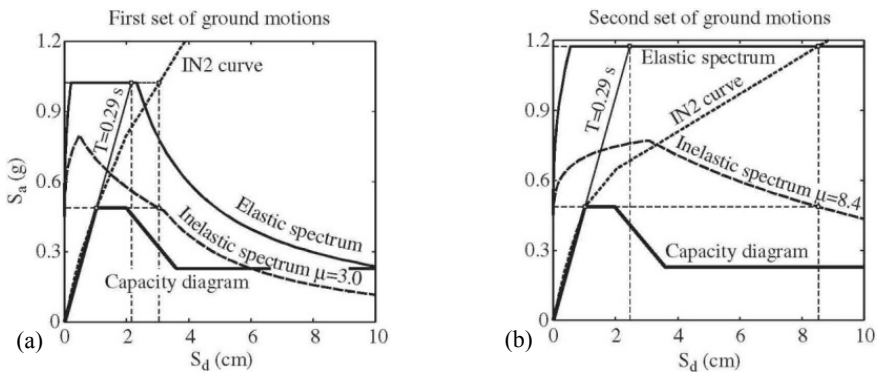 First set of ground motions
1.2
0.9
0.6
0.3
0
S_a (g)
IN2 curve
T=0.29 s
Elastic spectrum
Inelastic spectrum μ=3.0
Capacity diagram
0 2 4 6 8 10
S_d (cm)
(a)
Second set of ground motions
1.2
0.9
0.6
0.3
0
Elastic spectrum
T=0.29 s
IN2 curve
Inelastic spectrum μ=8.4
Capacity diagram
0 2 4 6 8 10
S_d (cm)
(b)